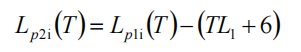 L_{p2i}(T) = L_{p1i}(T) − (TL_1 + 6)